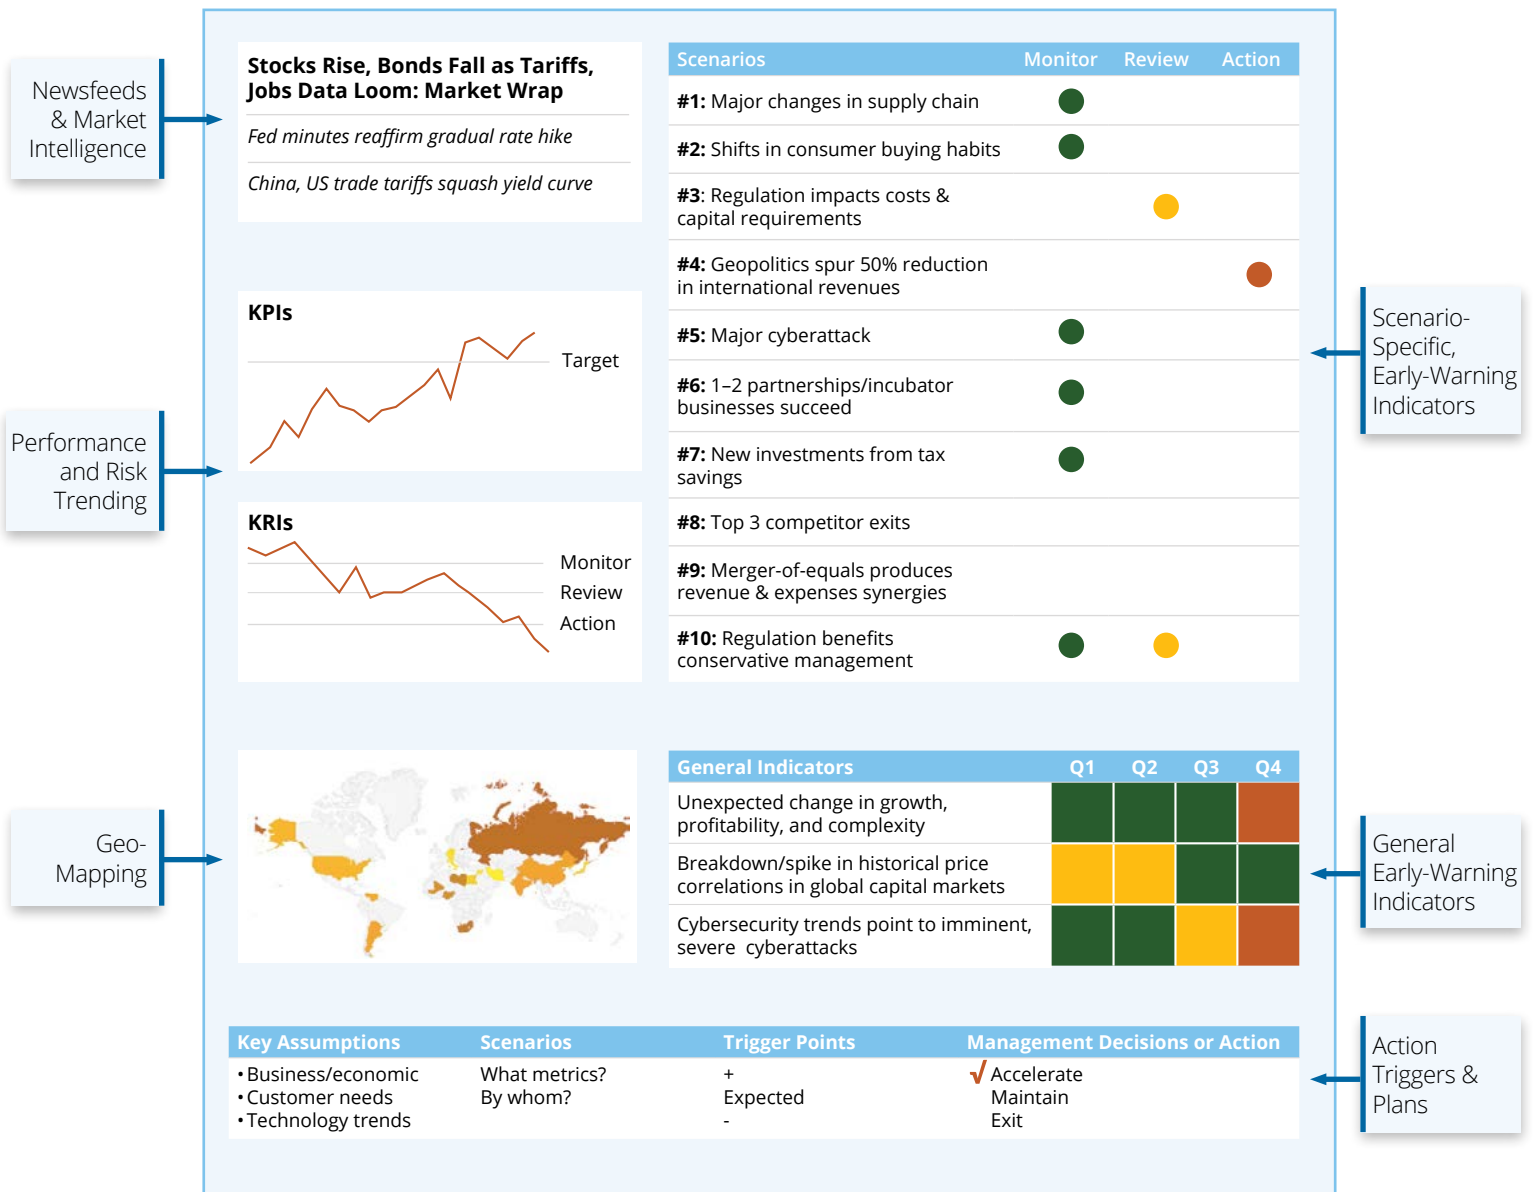 Newsfeeds
& Market
Intelligence
Stocks Rise, Bonds Fall as Tariffs,
Jobs Data Loom: Market Wrap
Fed minutes reaffirm gradual rate hike
China, US trade tariffs squash yield curve
Performance
and Risk
Trending
KPIs
Target
KRIs
Monitor
Review
Action
Scenarios Monitor Review Action
#1: Major changes in supply chain
#2: Shifts in consumer buying habits
#3: Regulation impacts costs &
capital requirements
#4: Geopolitics spur 50% reduction
in international revenues
#5: Major cyberattack
#6: 1–2 partnerships/incubator
businesses succeed
#7: New investments from tax
savings
#8: Top 3 competitor exits
#9: Merger-of-equals produces
revenue & expenses synergies
#10: Regulation benefits
conservative management
Scenario-
Specific,
Early-Warning
Indicators
Geo-
Mapping
General Indicators Q1 Q2 Q3 Q4
Unexpected change in growth,
profitability, and complexity
Breakdown/spike in historical price
correlations in global capital markets
Cybersecurity trends point to imminent,
severe cyberattacks
General
Early-Warning
Indicators
Key Assumptions Scenarios Trigger Points Management Decisions or Action
• Business/economic What metrics? + √ Accelerate
• Customer needs By whom? Expected Maintain
• Technology trends - Exit
Action
Triggers &
Plans